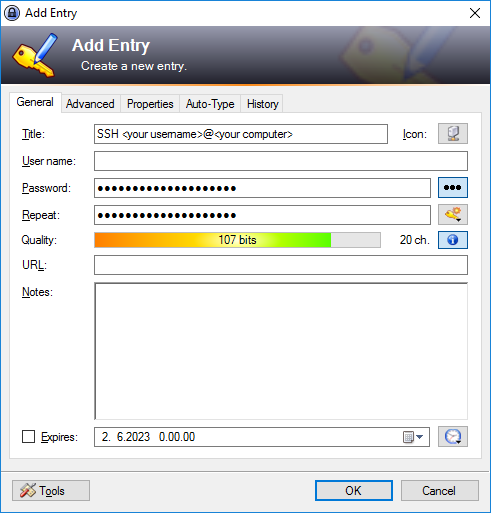 Add Entry
Add Entry
Create a new entry.
General Advanced Properties Auto-Type History
Title: SSH <your username>@<your computer> Icon:
User name:
Password: ●●●●●●●●●●●●●●●●●●●● ●●●
Repeat: ●●●●●●●●●●●●●●●●●●●●
Quality: 107 bits 20 ch.
URL:
Notes:
Expires: 2. 6.2023 0.00.00
Tools OK Cancel